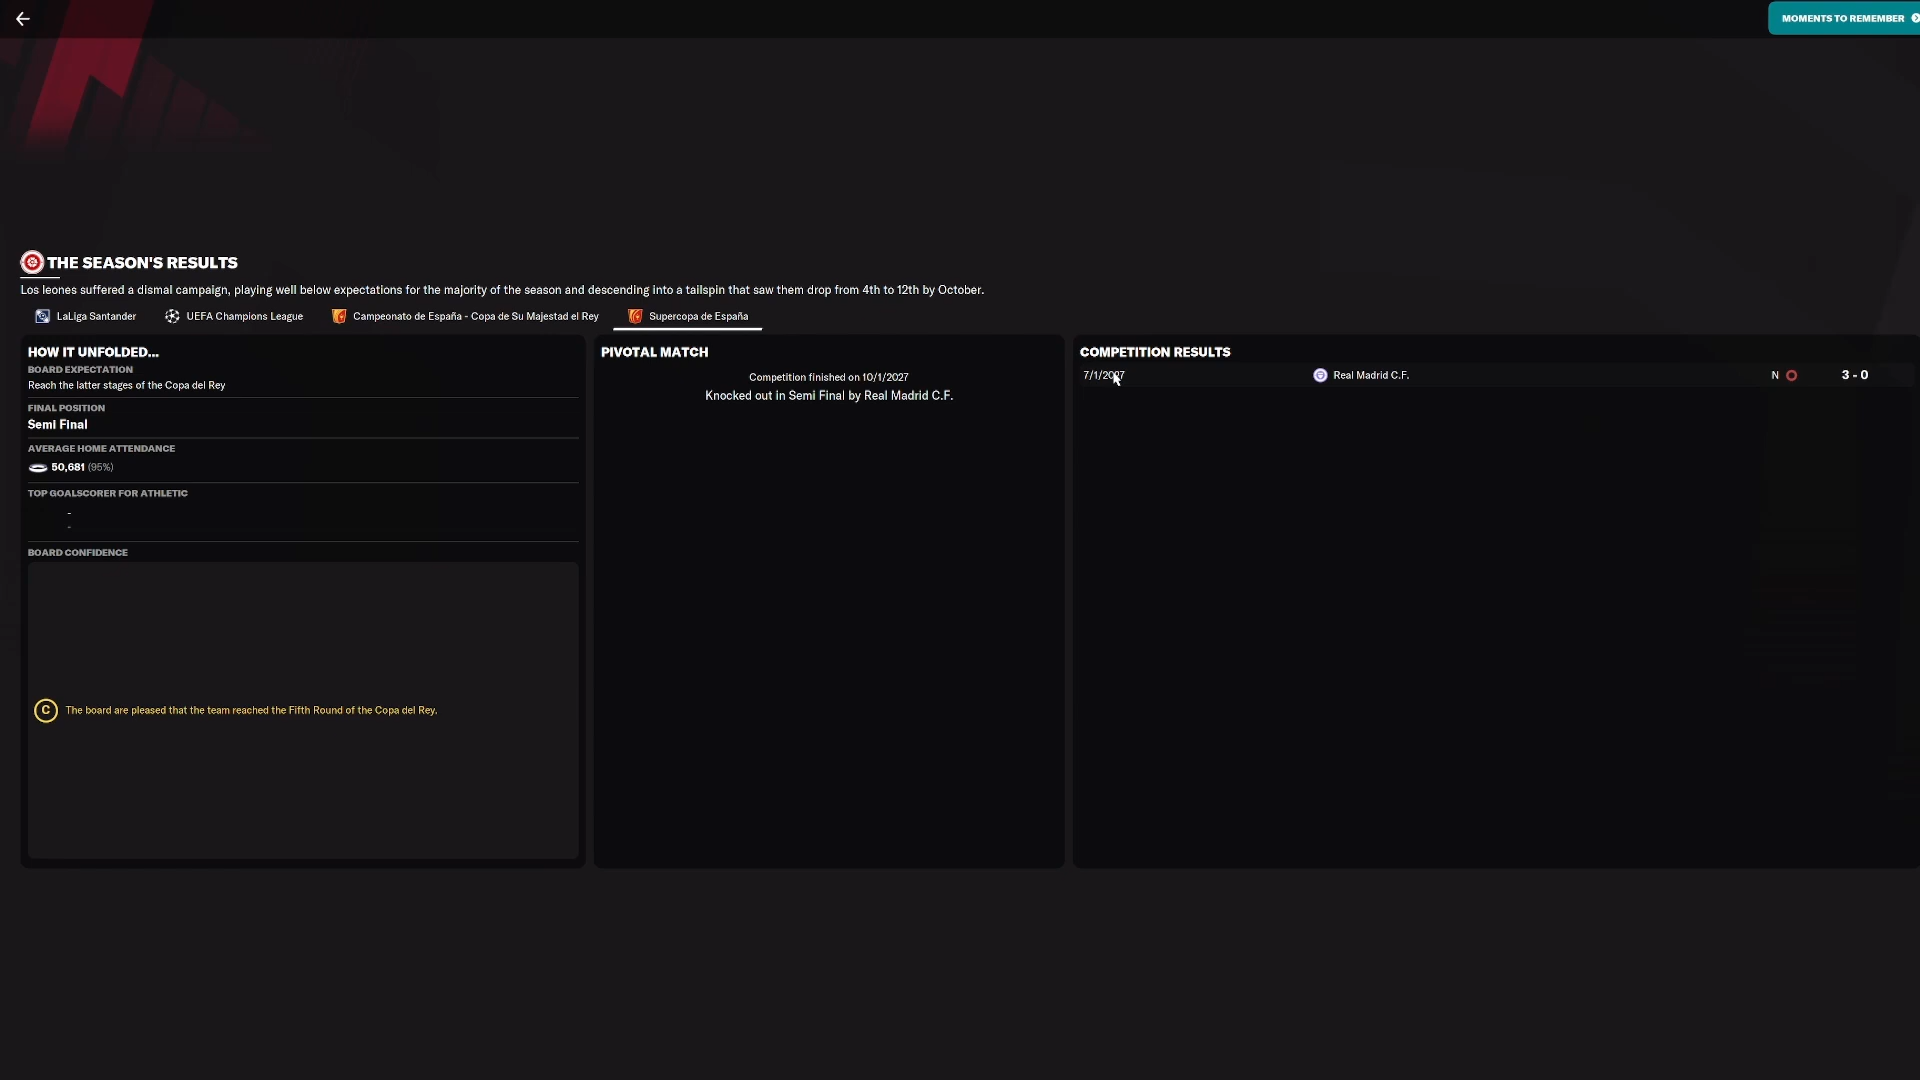 MOMENTS TO REMEMBER
THE SEASON'S RESULTS
Los leones suffered a dismal campaign, playing well below expectations for the majority of the season and descending into a tailspin that saw them drop from 4th to 12th by October.
LaLiga Santander
UEFA Champions League
Campeonato de España - Copa de Su Majestad el Rey
Supercopa de España
HOW IT UNFOLDED...
BOARD EXPECTATION
Reach the latter stages of the Copa del Rey
FINAL POSITION
Semi Final
AVERAGE HOME ATTENDANCE
50,681 (95%)
TOP GOALSCORER FOR ATHLETIC
-
-
BOARD CONFIDENCE
C The board are pleased that the team reached the Fifth Round of the Copa del Rey.
PIVOTAL MATCH
Competition finished on 10/1/2027
Knocked out in Semi Final by Real Madrid C.F.
COMPETITION RESULTS
7/1/2027 Real Madrid C.F. N 3 - 0